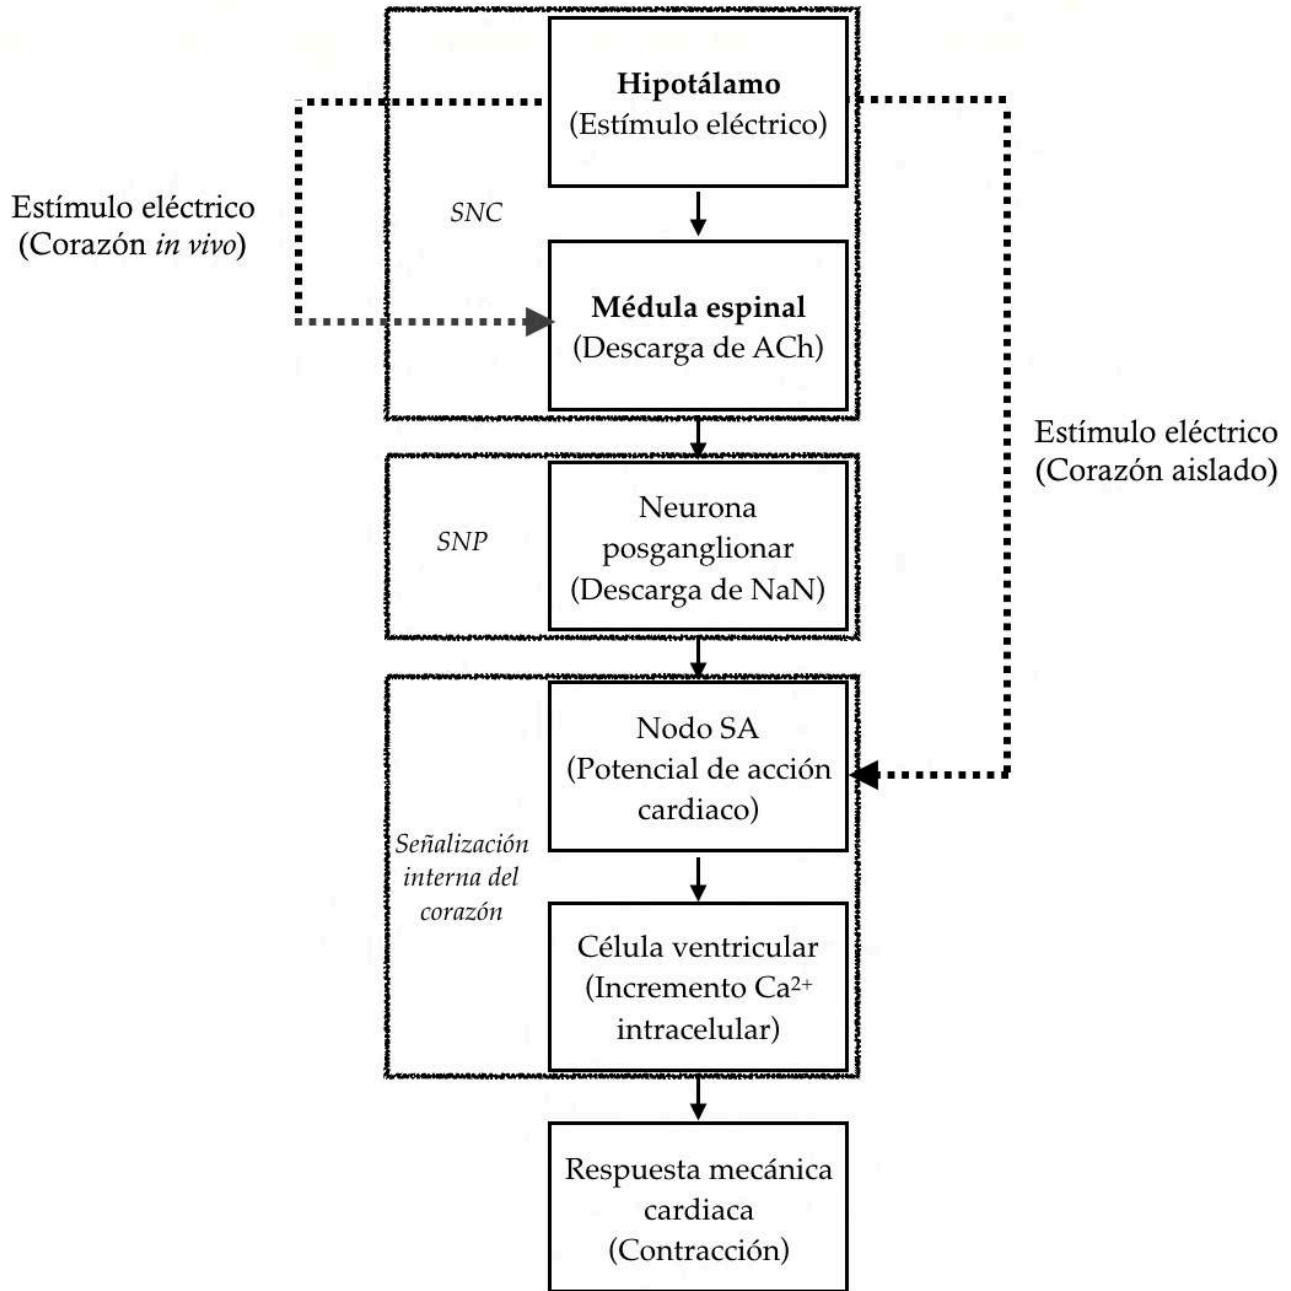 Hipotálamo
(Estímulo eléctrico)
Estímulo eléctrico
(Corazón in vivo)
SNC
Médula espinal
(Descarga de ACh)
Estímulo eléctrico
(Corazón aislado)
SNP
Neurona
posganglionar
(Descarga de NaN)
Nodo SA
(Potencial de acción
cardiaco)
Señalización
interna del
corazón
Célula ventricular
(Incremento Ca²⁺
intracelular)
Respuesta mecánica
cardiaca
(Contracción)